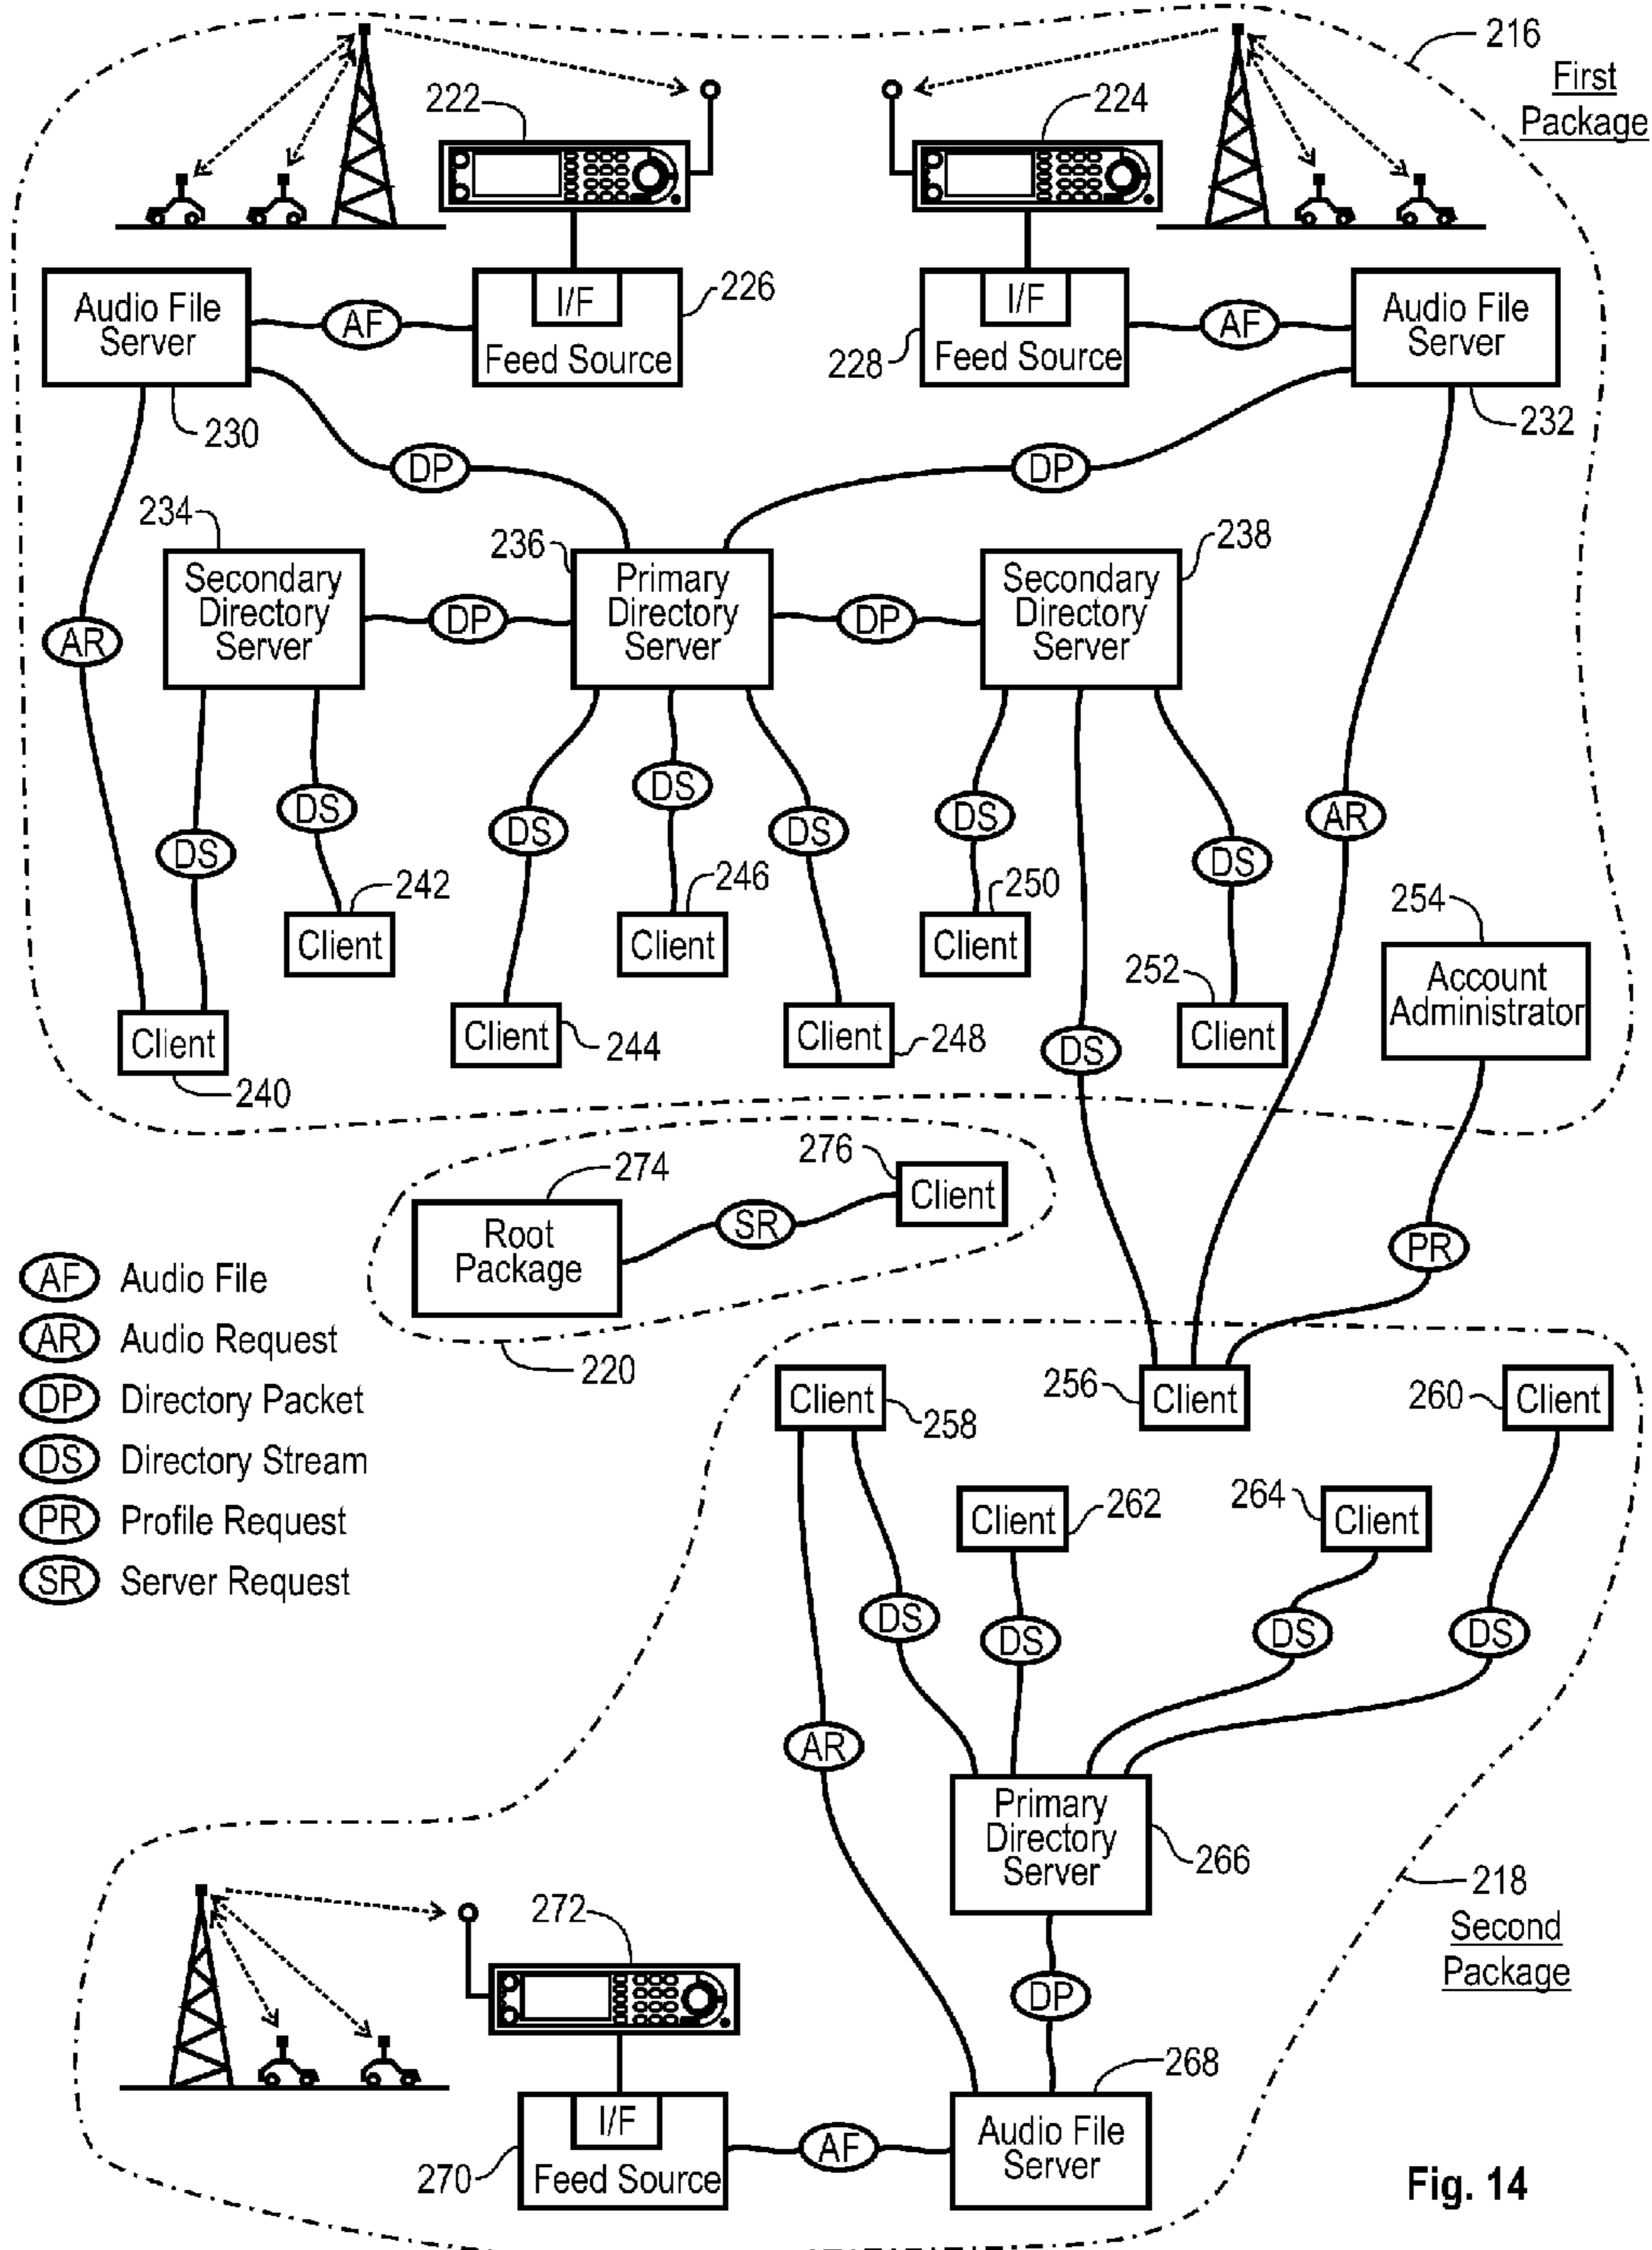 216
First
Package
222
224
Audio File
Server
AF
I/F
Feed Source
226
228
I/F
Feed Source
AF
Audio File
Server
230
232
DP
DP
234
236
238
Secondary
Directory
Server
DP
Primary
Directory
Server
DP
Secondary
Directory
Server
AR
DS
DS
DS
DS
DS
DS
DS
AR
242
246
250
254
Client
Client
Client
252
Account
Administrator
Client
Client
244
Client
248
DS
Client
240
276
274
Client
Root
Package
SR
PR
220
AF Audio File
AR Audio Request
DP Directory Packet
DS Directory Stream
PR Profile Request
SR Server Request
Client
258
256
Client
260
Client
Client
262
264
Client
DS
DS
DS
DS
AR
Primary
Directory
Server
266
218
Second
Package
272
DP
268
I/F
Feed Source
270
AF
Audio File
Server
Fig. 14